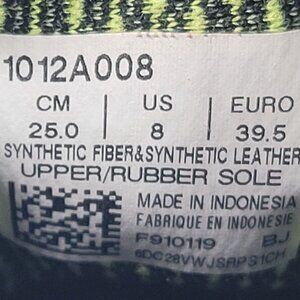 1012A008
CM | US | EURO
25.0 | 8 | 39.5
SYNTHETIC FIBER&SYNTHETIC LEATHER
UPPER/RUBBER SOLE
MADE IN INDONESIA
FABRIQUE EN INDONESIE
F910119 BJ